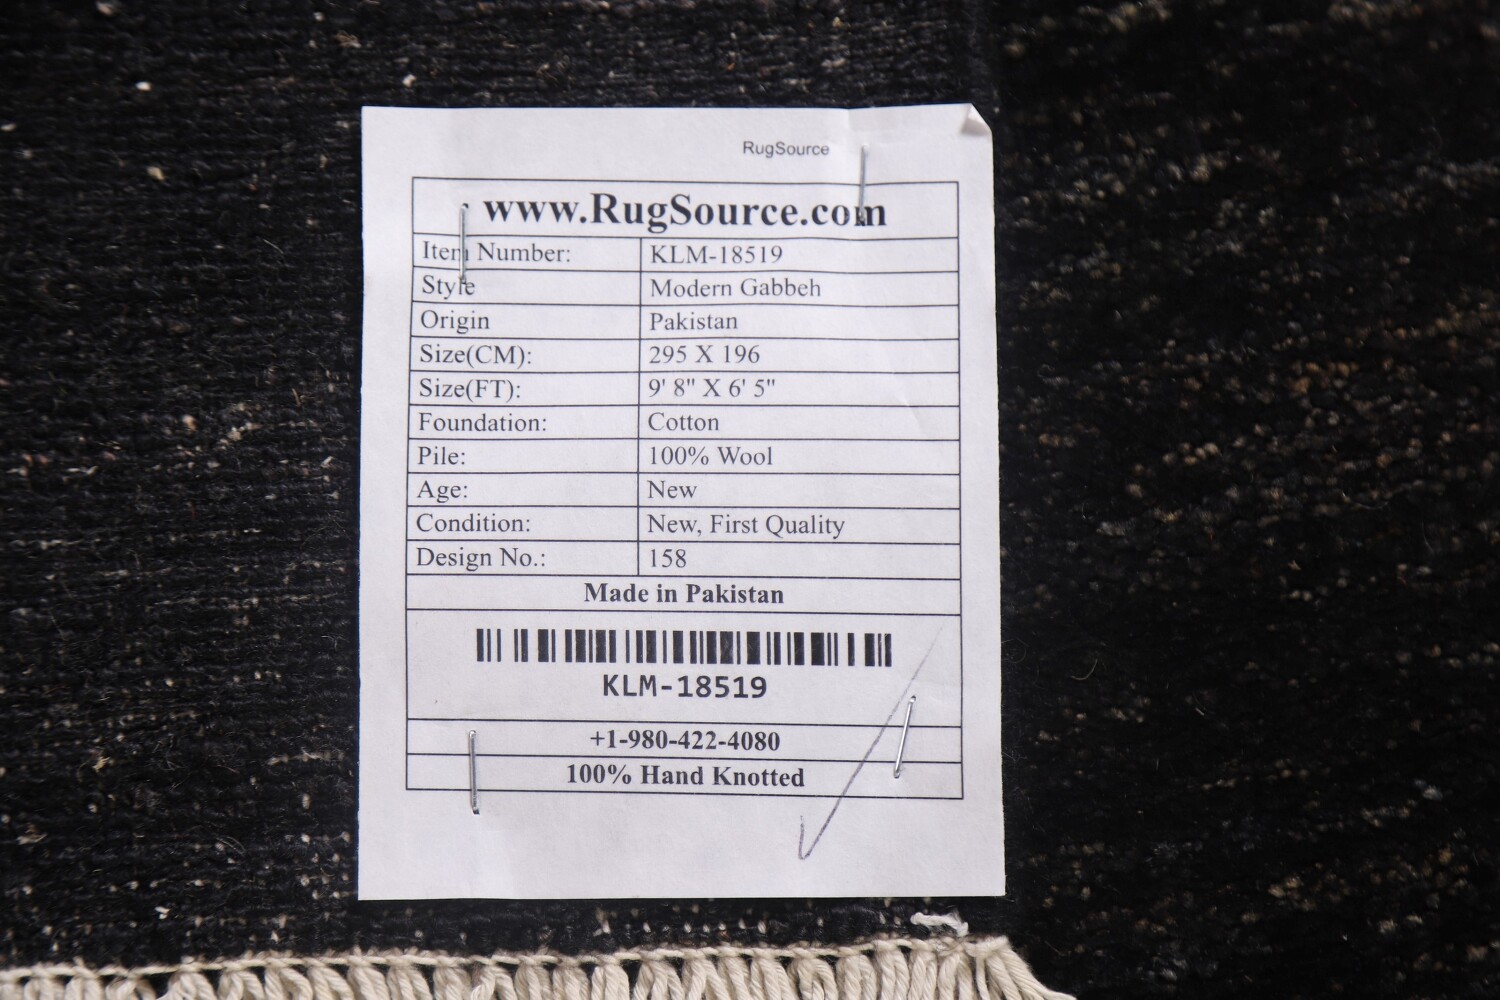 RugSource
www.RugSource.com
Item Number: KLM-18519
Style Modern Gabbeh
Origin Pakistan
Size(CM): 295 X 196
Size(FT): 9' 8" X 6' 5"
Foundation: Cotton
Pile: 100% Wool
Age: New
Condition: New, First Quality
Design No.: 158
Made in Pakistan
KLM-18519
+1-980-422-4080
100% Hand Knotted